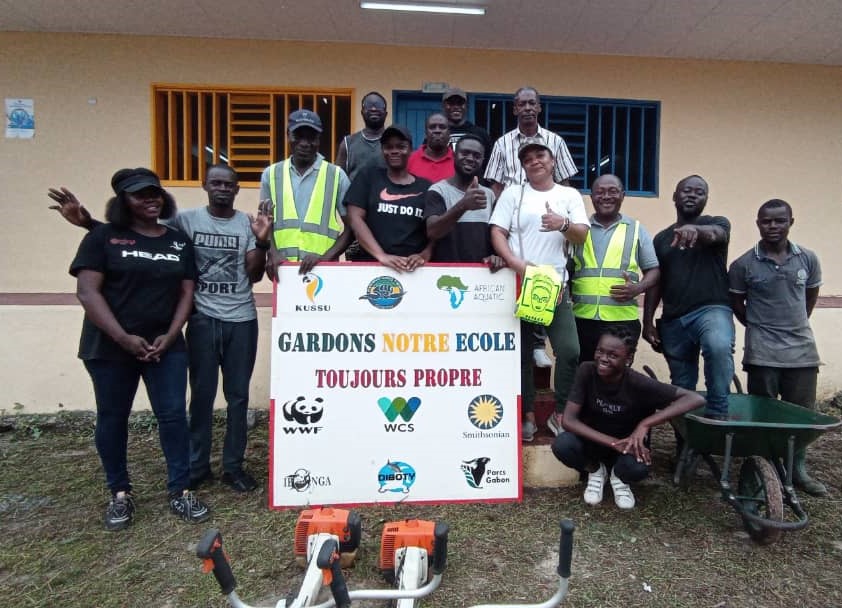 HEAD
PUMA
SPORT
JUST DO IT.
KUSSU
AFRICAN
AQUATIC
GARDONS NOTRE ECOLE
TOUJOURS PROPRE
WWF
WCS
Smithsonian
DIBOTY
Parcs
Gabon